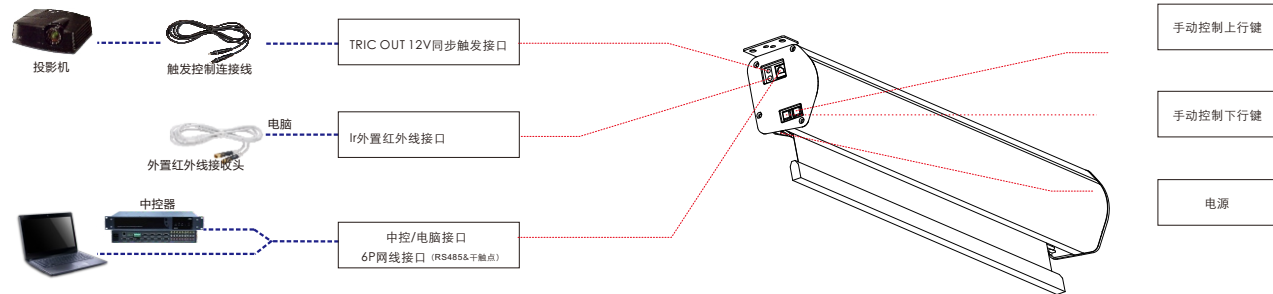 投影机
触发控制连接线
TRIC OUT 12V同步触发接口
电脑
外置红外线接收头
Ir外置红外线接口
中控器
中控/电脑接口
6P网线接口（RS485&干触点）
手动控制上行键
手动控制下行键
电源